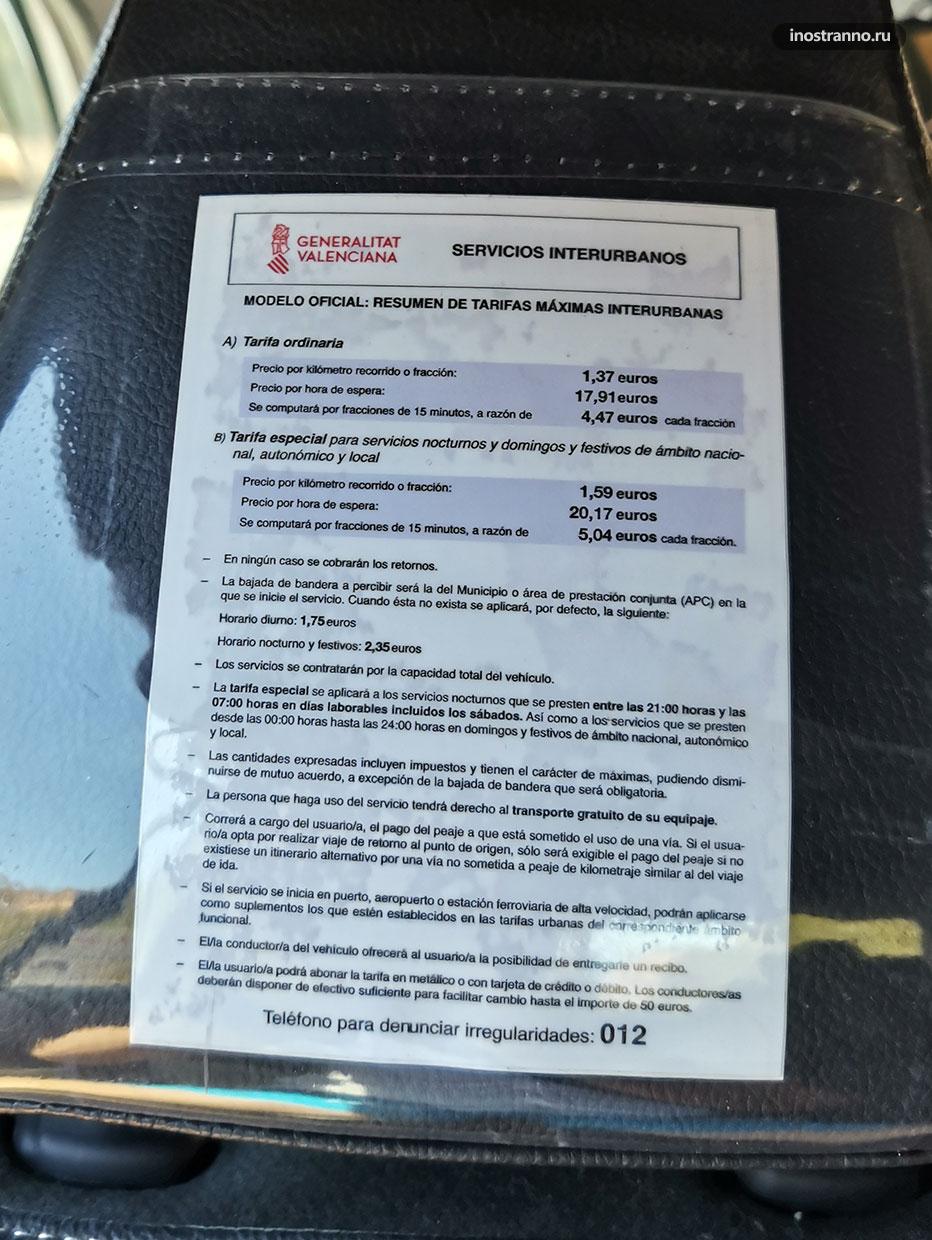 inostranno.ru
GENERALITAT
VALENCIANA
SERVICIOS INTERURBANOS
MODELO OFICIAL: RESUMEN DE TARIFAS MÁXIMAS INTERURBANAS
A) Tarifa ordinaria
Precio por kilómetro recorrido o fracción: 1,37 euros
Precio por hora de espera: 17,91 euros
Se computará por fracciones de 15 minutos, a razón de 4,47 euros cada fracción
B) Tarifa especial para servicios nocturnos y domingos y festivos de ámbito nacio-
nal, autonómico y local
Precio por kilómetro recorrido o fracción: 1,59 euros
Precio por hora de espera: 20,17 euros
Se computará por fracciones de 15 minutos, a razón de 5,04 euros cada fracción.
– En ningún caso se cobrarán los retornos.
– La bajada de bandera a percibir será la del Municipio o área de prestación conjunta (APC) en la
que se inicie el servicio. Cuando ésta no exista se aplicará, por defecto, la siguiente:
Horario diurno: 1,75 euros
Horario nocturno y festivos: 2,35 euros
– Los servicios se contratarán por la capacidad total del vehículo.
– La tarifa especial se aplicará a los servicios nocturnos que se presten entre las 21:00 horas y las
07:00 horas en días laborables incluidos los sábados. Así como a los servicios que se presten
desde las 00:00 horas hasta las 24:00 horas en domingos y festivos de ámbito nacional, autonómico
y local.
– Las cantidades expresadas incluyen impuestos y tienen el carácter de máximas, pudiendo dismi-
nuirse de mutuo acuerdo, a excepción de la bajada de bandera que será obligatoria.
– La persona que haga uso del servicio tendrá derecho al transporte gratuito de su equipaje.
– Correrá a cargo del usuario/a, el pago del peaje a que está sometido el uso de una vía. Si el usua-
rio/a opta por realizar viaje de retorno al punto de origen, sólo será exigible el pago del peaje si no
existiese un itinerario alternativo por una vía no sometida a peaje de kilometraje similar al del viaje
de ida.
– Si el servicio se inicia en puerto, aeropuerto o estación ferroviaria de alta velocidad, podrán aplicarse
como suplementos los que estén establecidos en las tarifas urbanas del correspondiente ámbito
funcional.
– El/la conductor/a del vehículo ofrecerá al usuario/a la posibilidad de entregarle un recibo.
– El/la usuario/a podrá abonar la tarifa en metálico o con tarjeta de crédito o débito. Los conductores/as
deberán disponer de efectivo suficiente para facilitar cambio hasta el importe de 50 euros.
Teléfono para denunciar irregularidades: 012